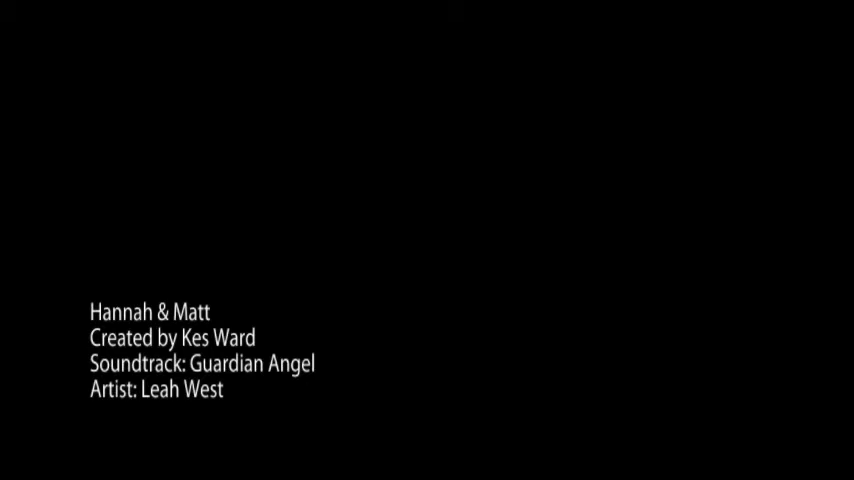 Hannah & Matt
Created by Kes Ward
Soundtrack: Guardian Angel
Artist: Leah West